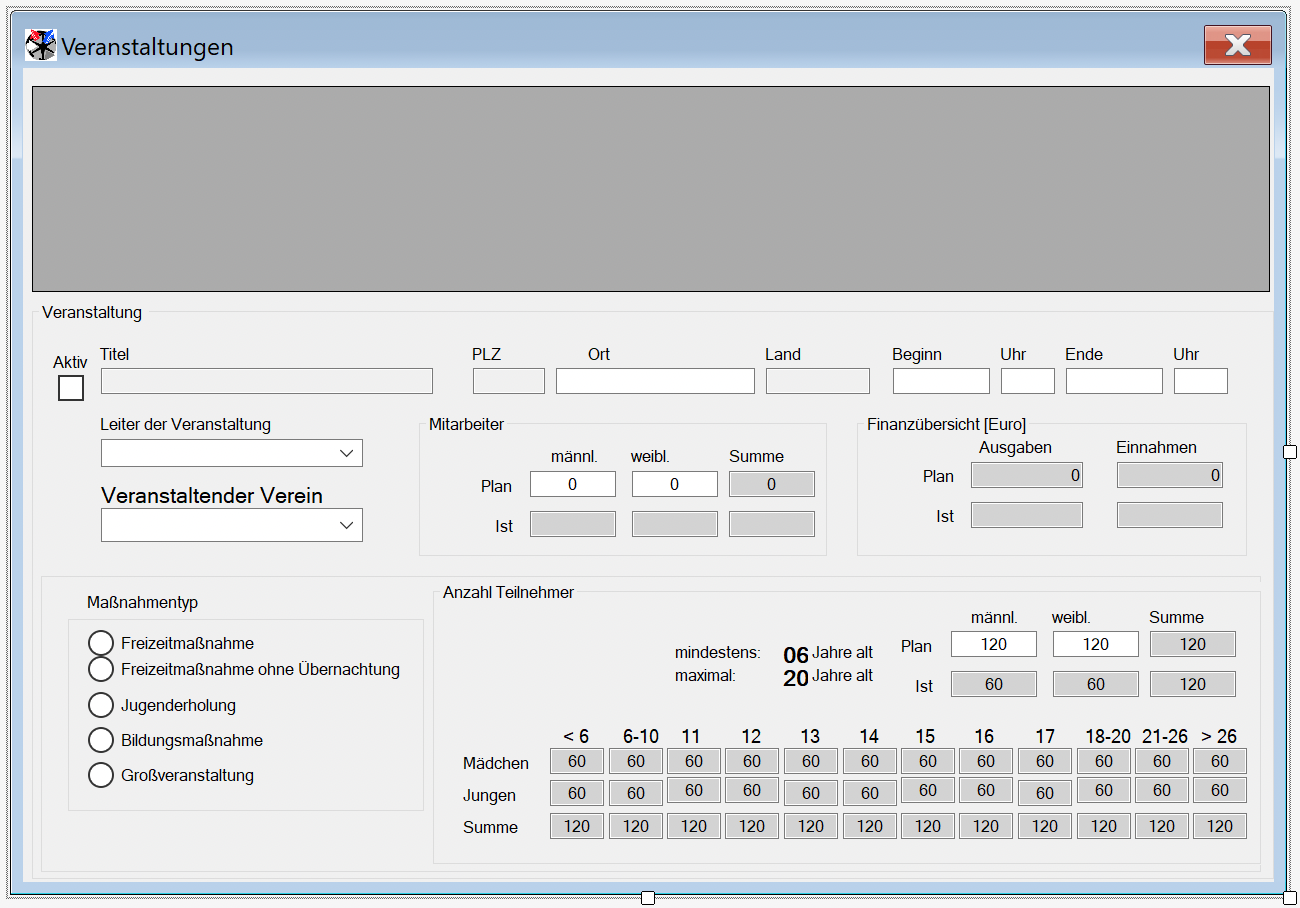 Veranstaltungen
Veranstaltung
Aktiv Titel PLZ Ort Land Beginn Uhr Ende Uhr
Leiter der Veranstaltung
Veranstaltender Verein
Mitarbeiter
männl. weibl. Summe
Plan 0 0 0
Ist
Finanzübersicht [Euro]
Ausgaben Einnahmen
Plan 0 0
Ist
Maßnahmentyp
Freizeitmaßnahme
Freizeitmaßnahme ohne Übernachtung
Jugenderholung
Bildungsmaßnahme
Großveranstaltung
Anzahl Teilnehmer
männl. weibl. Summe
Plan 120 120 120
Ist 60 60 120
mindestens: 06 Jahre alt
maximal: 20 Jahre alt
< 6 6-10 11 12 13 14 15 16 17 18-20 21-26 > 26
Mädchen 60 60 60 60 60 60 60 60 60 60 60 60
Jungen 60 60 60 60 60 60 60 60 60 60 60 60
Summe 120 120 120 120 120 120 120 120 120 120 120 120